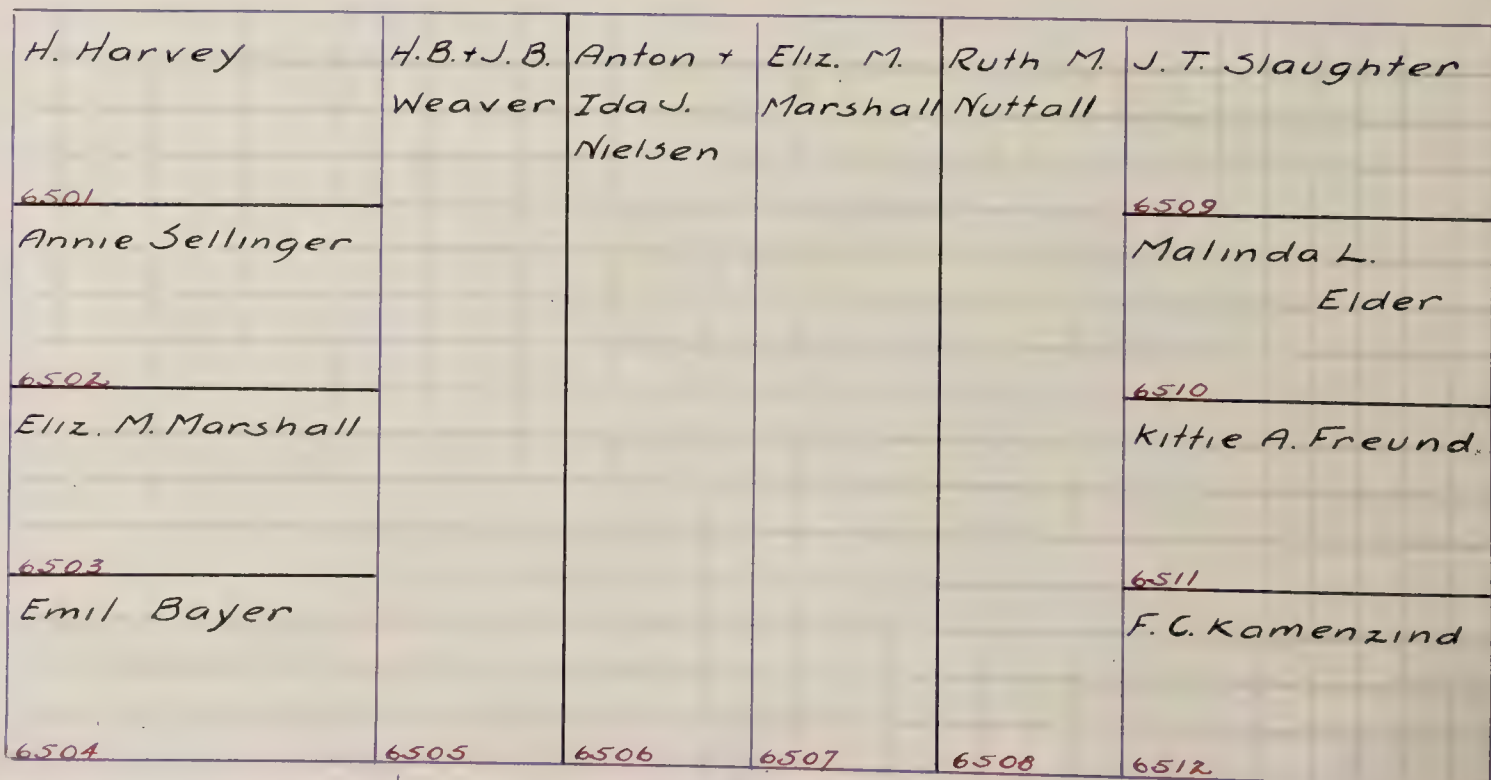 H. Harvey
6501
Annie Sellinger
6502
Eliz. M. Marshall
6503
Emil Bayer
6504
H.B. + J.B.
Weaver
6505
Anton +
Ida J.
Nielsen
6506
Eliz. M.
Marshall
6507
Ruth M.
Nuttall
6508
J. T. Slaughter
6509
Malinda L.
Elder
6510
Kittie A. Freund.
6511
F. C. Kamenzind
6512